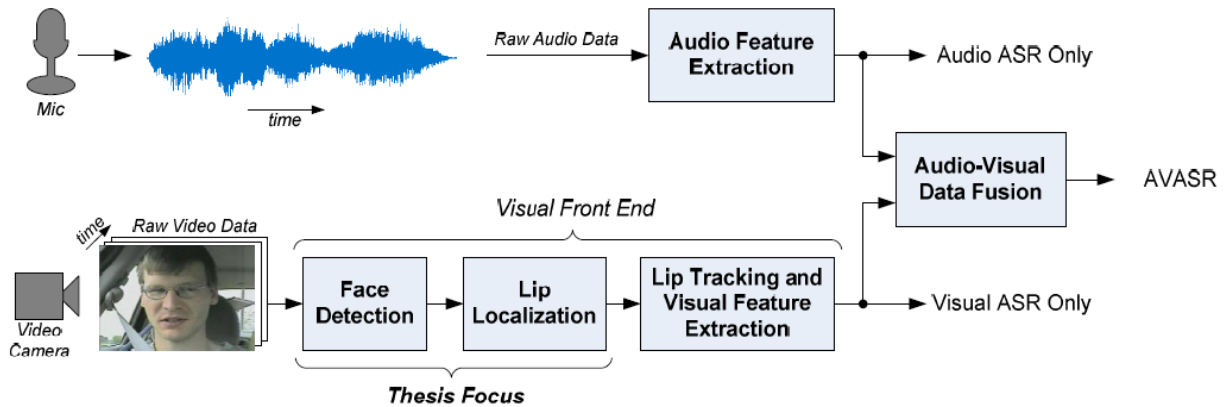 Mic
time
Raw Audio Data
Audio Feature
Extraction
Audio ASR Only
Audio-Visual
Data Fusion
AVASR
Visual Front End
time
Raw Video Data
Video
Camera
Face
Detection
Lip
Localization
Lip Tracking and
Visual Feature
Extraction
Visual ASR Only
Thesis Focus